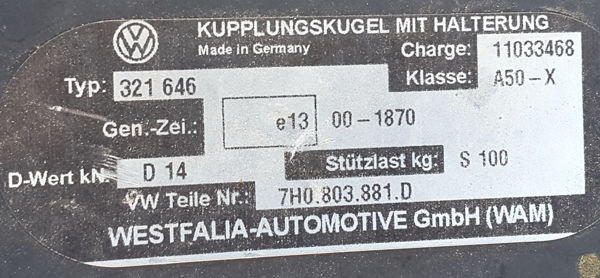 KUPPLUNGSKUGEL MIT HALTERUNG
Made in Germany
Charge: 11033468
Typ: 321 646
Klasse: A50-X
Gen.-Zei.: e13 00-1870
D-Wert kN. D 14 Stützlast kg: S 100
VW Teile Nr.: 7H0.803.881.D
WESTFALIA-AUTOMOTIVE GmbH (WAM)